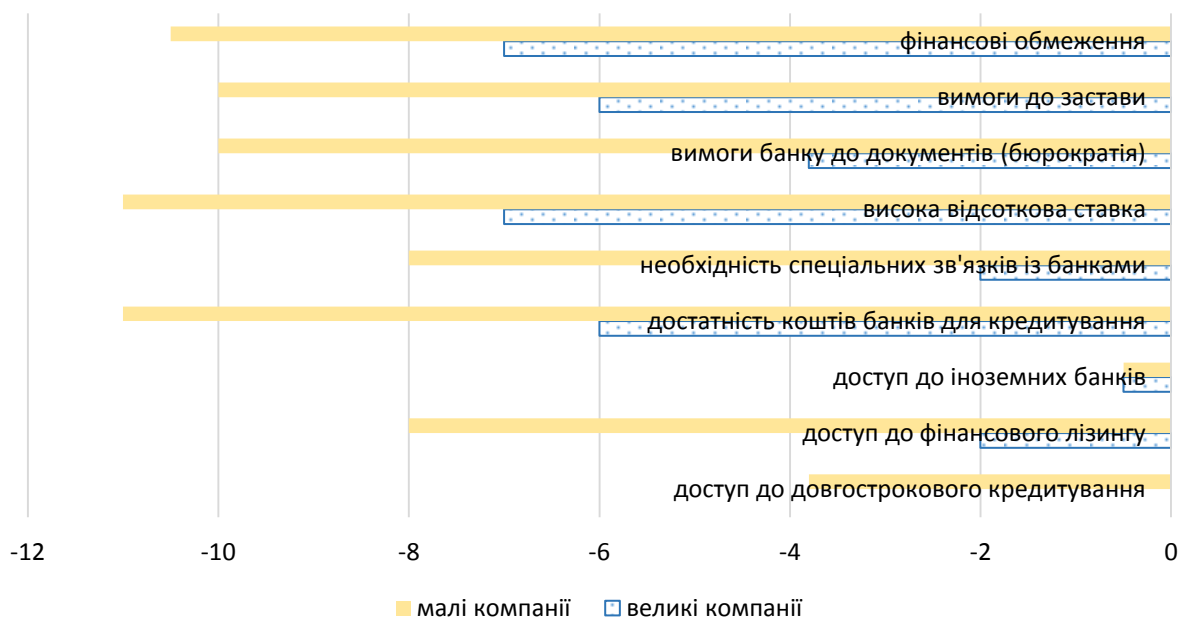 фінансові обмеження
вимоги до застави
вимоги банку до документів (бюрократія)
висока відсоткова ставка
необхідність спеціальних зв'язків із банками
достатність коштів банків для кредитування
доступ до іноземних банків
доступ до фінансового лізингу
доступ до довгострокового кредитування
-12 -10 -8 -6 -4 -2 0
малі компанії великі компанії